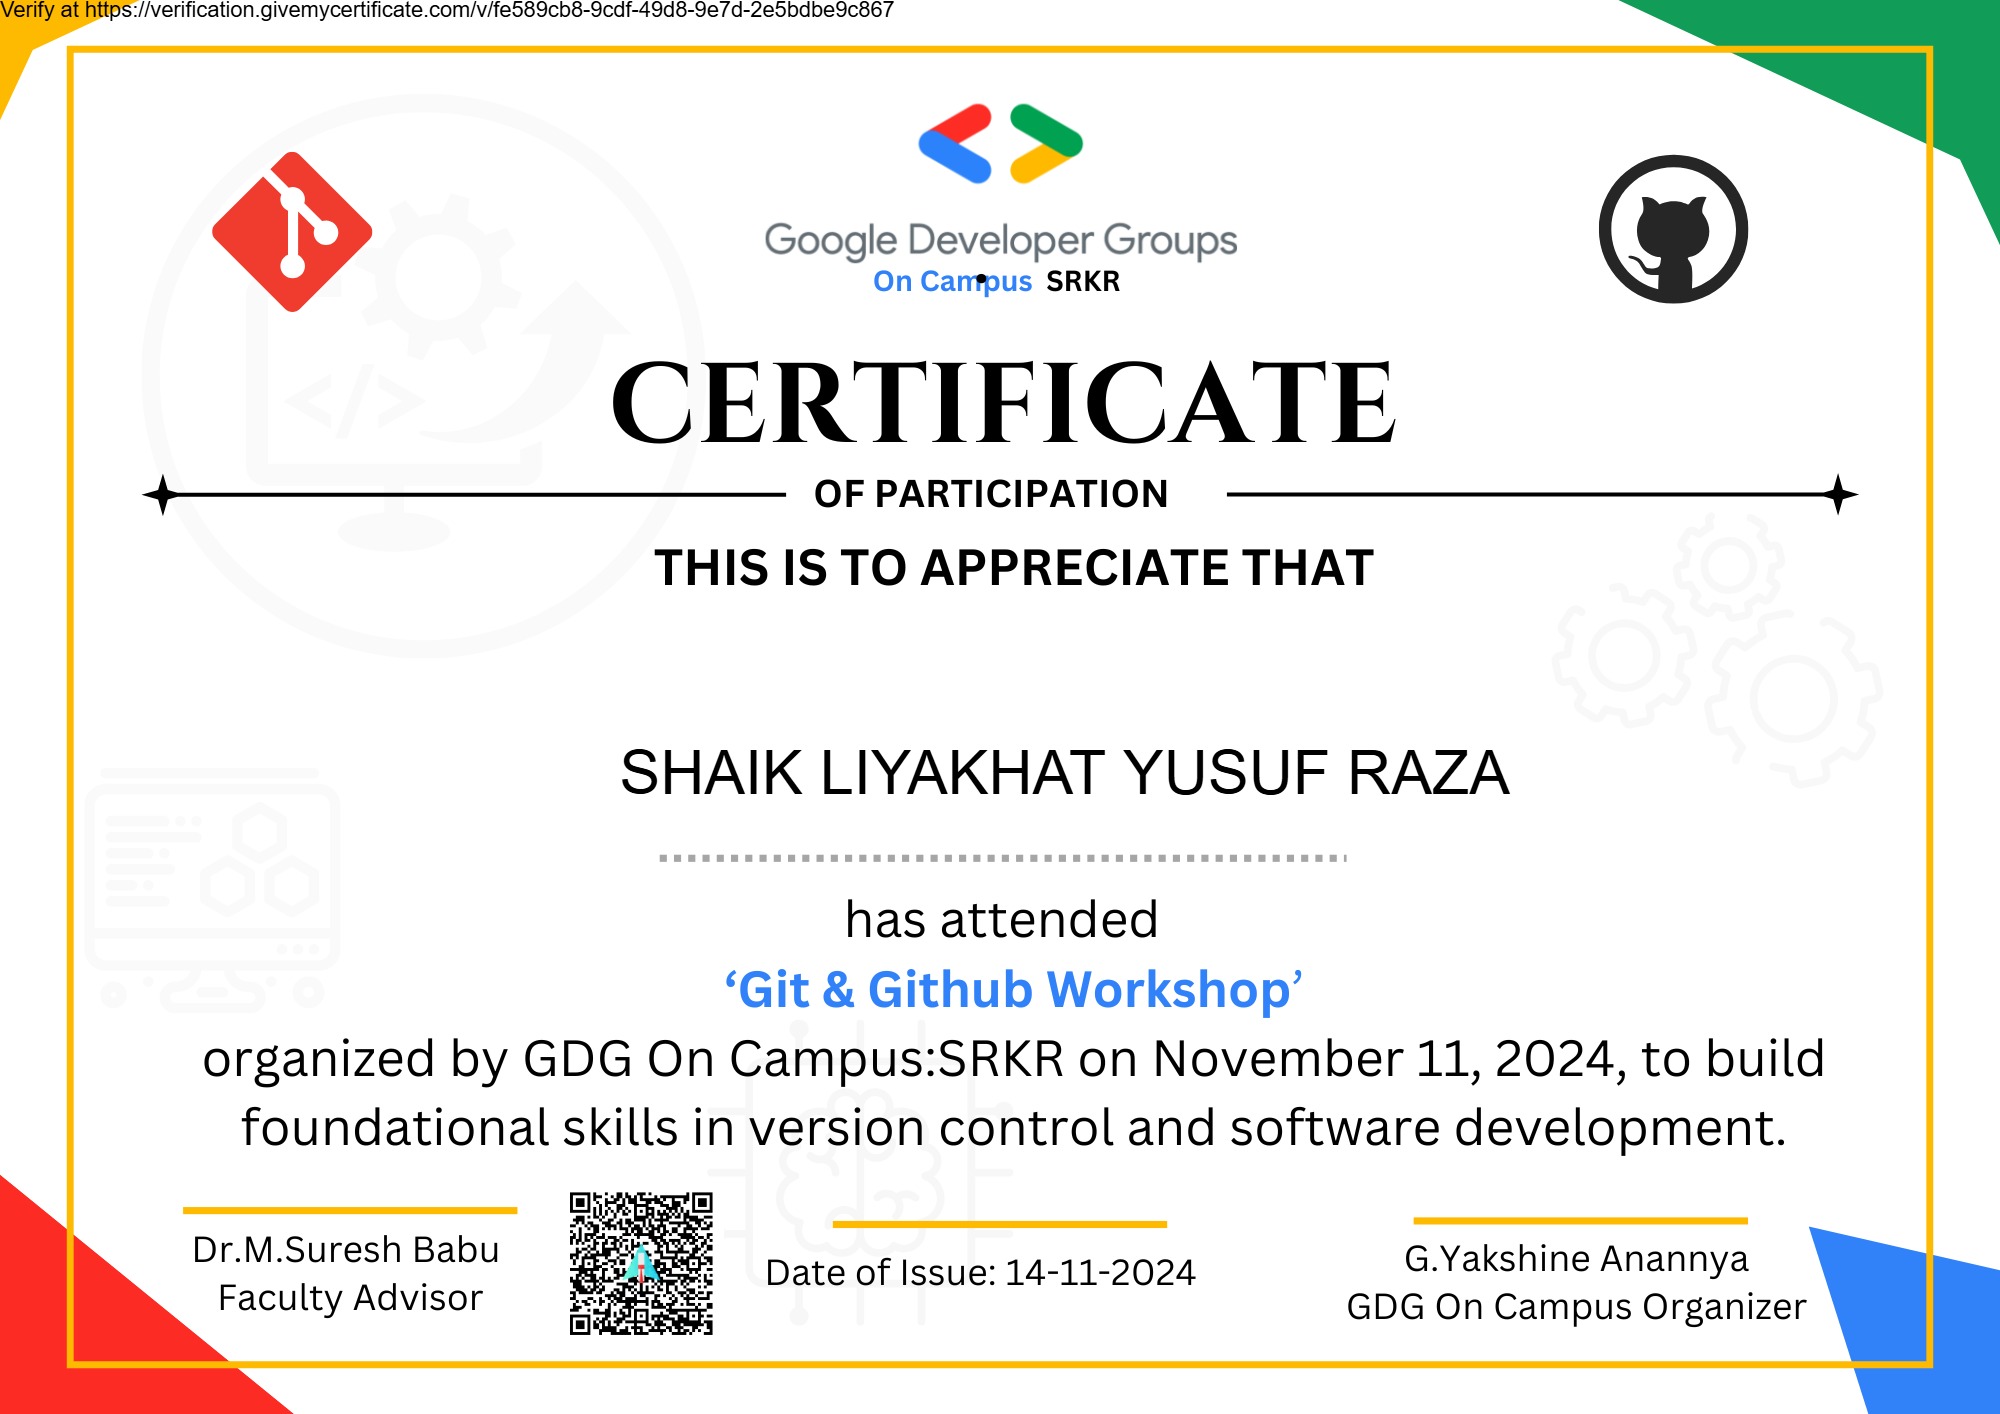 Verify at https://verification.givemycertificate.com/v/fe589cb8-9cdf-49d8-9e7d-2e5bdbe9c867
Google Developer Groups
On Campus SRKR
CERTIFICATE
OF PARTICIPATION
THIS IS TO APPRECIATE THAT
SHAIK LIYAKHAT YUSUF RAZA
has attended
‘Git & Github Workshop’
organized by GDG On Campus:SRKR on November 11, 2024, to build
foundational skills in version control and software development.
Dr.M.Suresh Babu
Faculty Advisor
Date of Issue: 14-11-2024
G.Yakshine Anannya
GDG On Campus Organizer